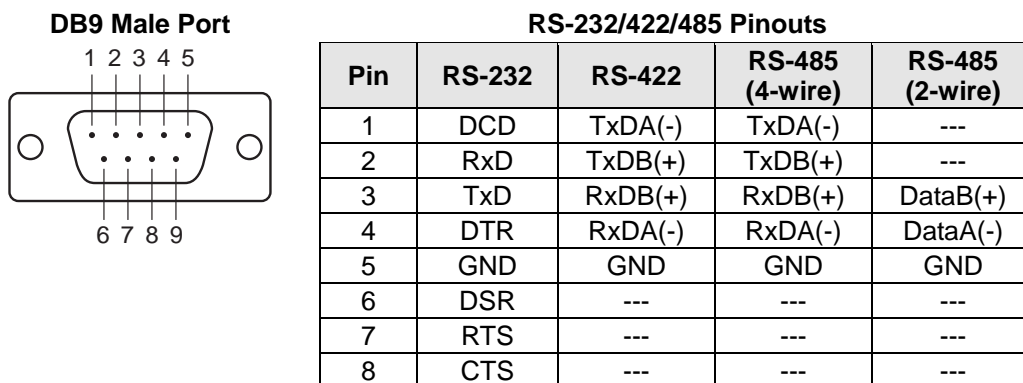 DB9 Male Port
1 2 3 4 5
6 7 8 9
RS-232/422/485 Pinouts
Pin RS-232 RS-422 RS-485 (4-wire) RS-485 (2-wire)
1 DCD TxDA(-) TxDA(-) ---
2 RxD TxDB(+) TxDB(+) ---
3 TxD RxDB(+) RxDB(+) DataB(+)
4 DTR RxDA(-) RxDA(-) DataA(-)
5 GND GND GND GND
6 DSR --- --- ---
7 RTS --- --- ---
8 CTS --- --- ---